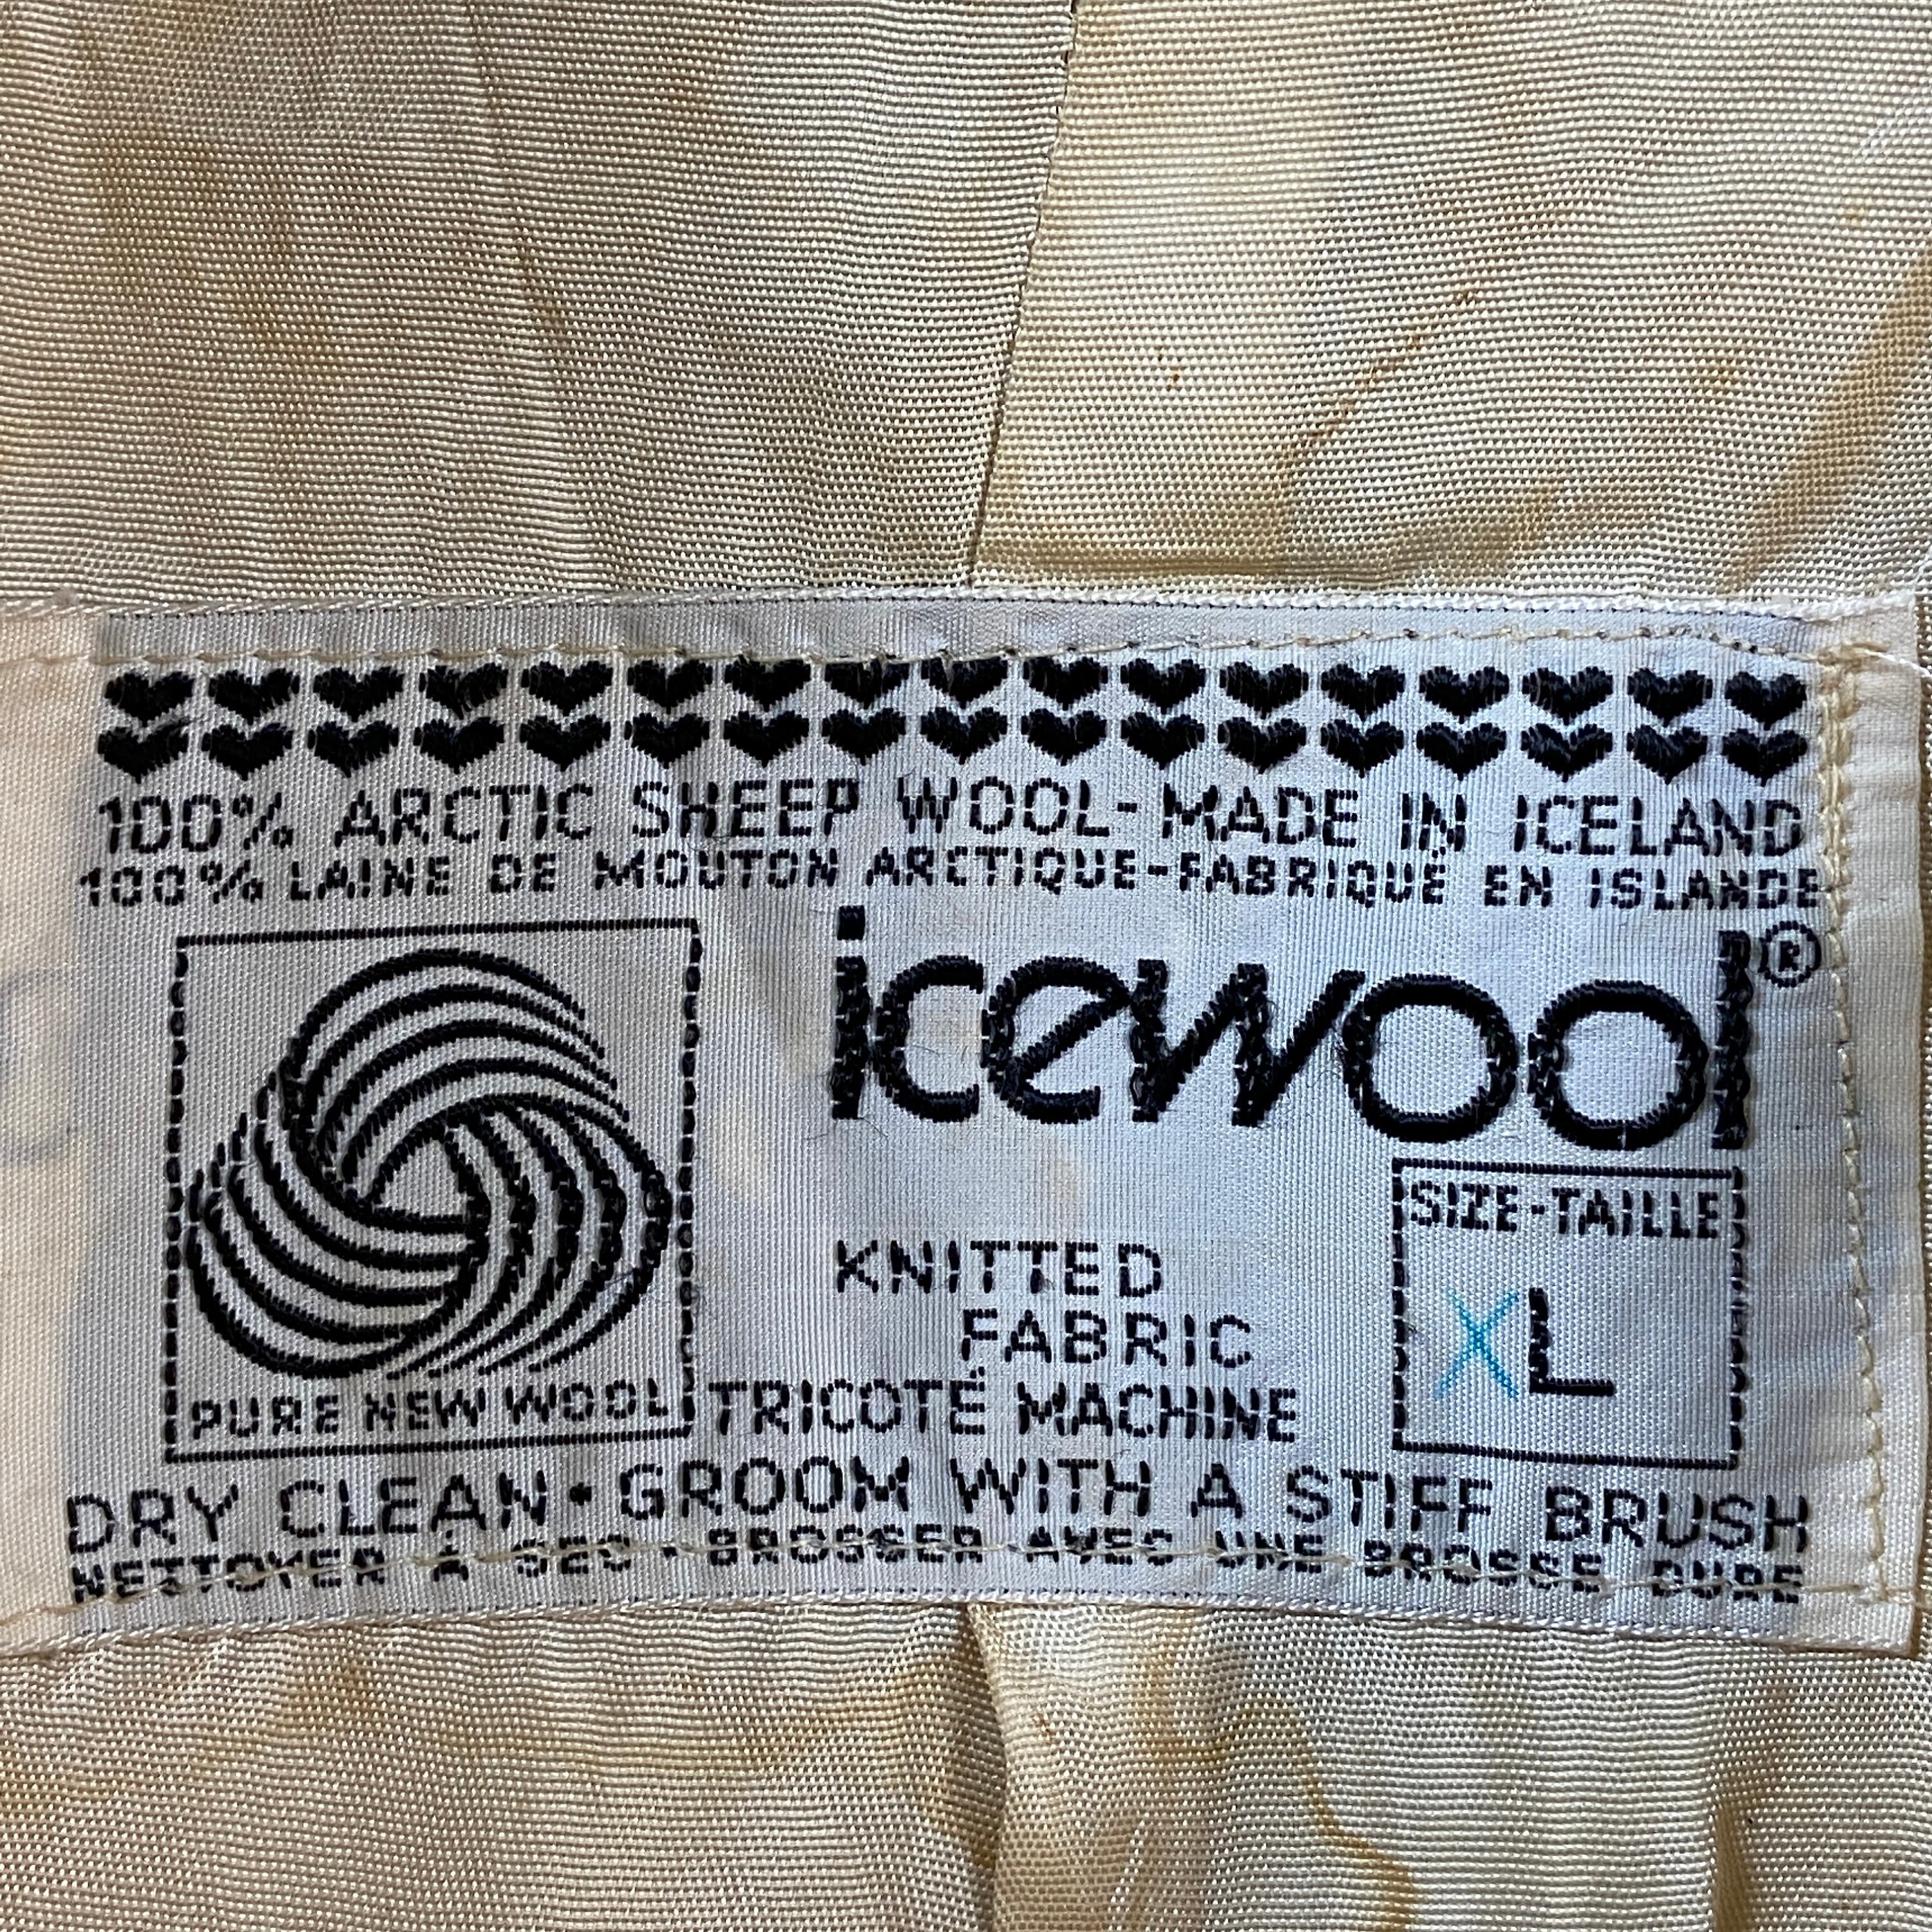 100% ARCTIC SHEEP WOOL-MADE IN ICELAND
100% LAINE DE MOUTON ARCTIQUE-FABRIQUÉ EN ISLANDE
icewool®
PURE NEW WOOL
KNITTED
FABRIC
TRICOTÉ MACHINE
SIZE-TAILLE
XL
DRY CLEAN • GROOM WITH A STIFF BRUSH
NETTOYER À SEC • BROSSER AVEC UNE BROSSE DURE